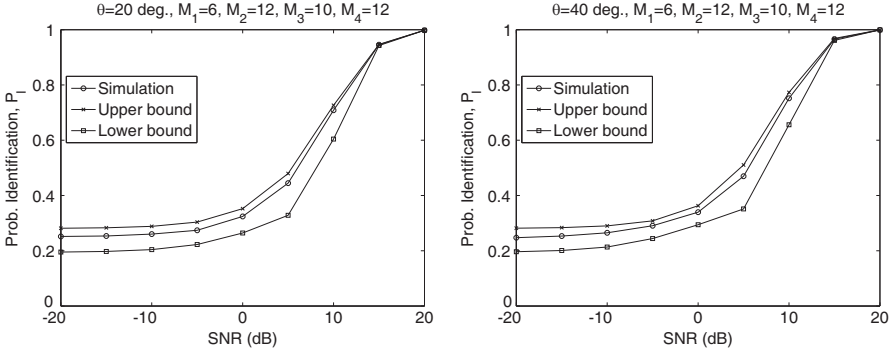 θ=20 deg., M1=6, M2=12, M3=10, M4=12
1
0.8
0.6
0.4
0.2
0
Prob. Identification, PI
Simulation
Upper bound
Lower bound
-20
-10
0
10
20
SNR (dB)
θ=40 deg., M1=6, M2=12, M3=10, M4=12
1
0.8
0.6
0.4
0.2
0
Prob. Identification, PI
Simulation
Upper bound
Lower bound
-20
-10
0
10
20
SNR (dB)